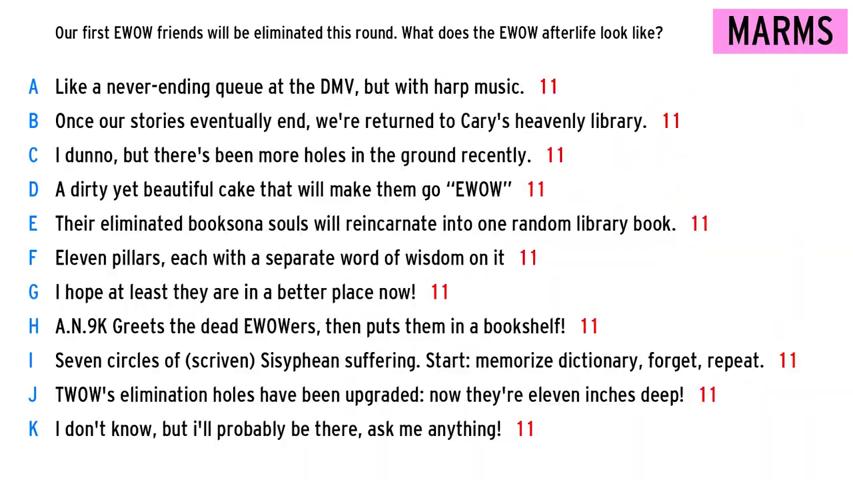 Our first EWOW friends will be eliminated this round. What does the EWOW afterlife look like?
MARMS
A Like a never-ending queue at the DMV, but with harp music. 11
B Once our stories eventually end, we're returned to Cary's heavenly library. 11
C I dunno, but there's been more holes in the ground recently. 11
D A dirty yet beautiful cake that will make them go “EWOW” 11
E Their eliminated booksona souls will reincarnate into one random library book. 11
F Eleven pillars, each with a separate word of wisdom on it 11
G I hope at least they are in a better place now! 11
H A.N.9K Greets the dead EWOWers, then puts them in a bookshelf! 11
I Seven circles of (scriven) Sisyphean suffering. Start: memorize dictionary, forget, repeat. 11
J TWOW's elimination holes have been upgraded: now they're eleven inches deep! 11
K I don't know, but i'll probably be there, ask me anything! 11